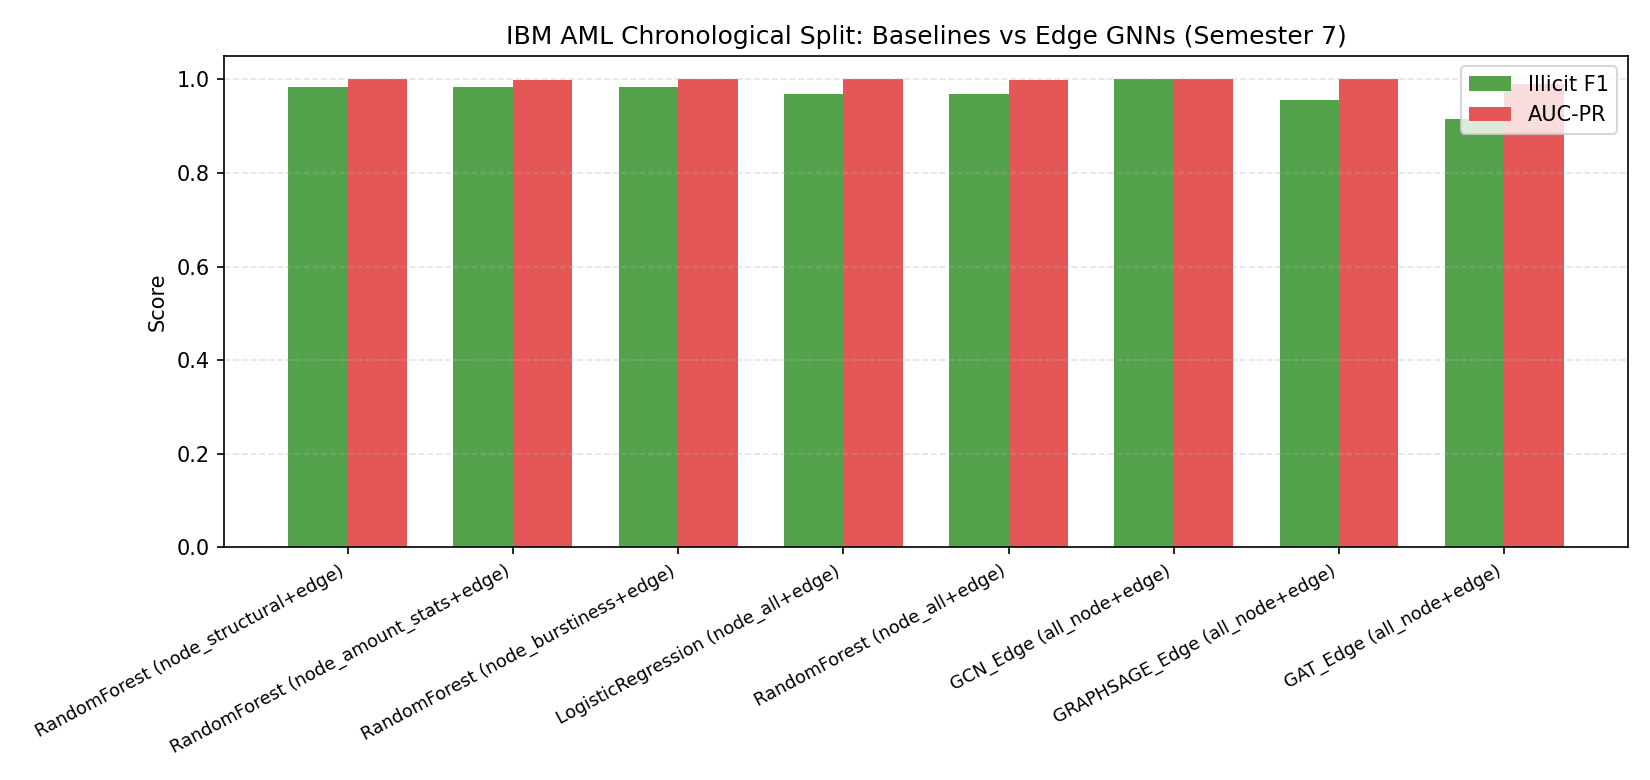 IBM AML Chronological Split: Baselines vs Edge GNNs (Semester 7)
Illicit F1
AUC-PR
Score
1.0
0.8
0.6
0.4
0.2
0.0
RandomForest (node_structural+edge)
RandomForest (node_amount_stats+edge)
RandomForest (node_burstiness+edge)
LogisticRegression (node_all+edge)
RandomForest (node_all+edge)
GCN_Edge (all_node+edge)
GRAPHSAGE_Edge (all_node+edge)
GAT_Edge (all_node+edge)